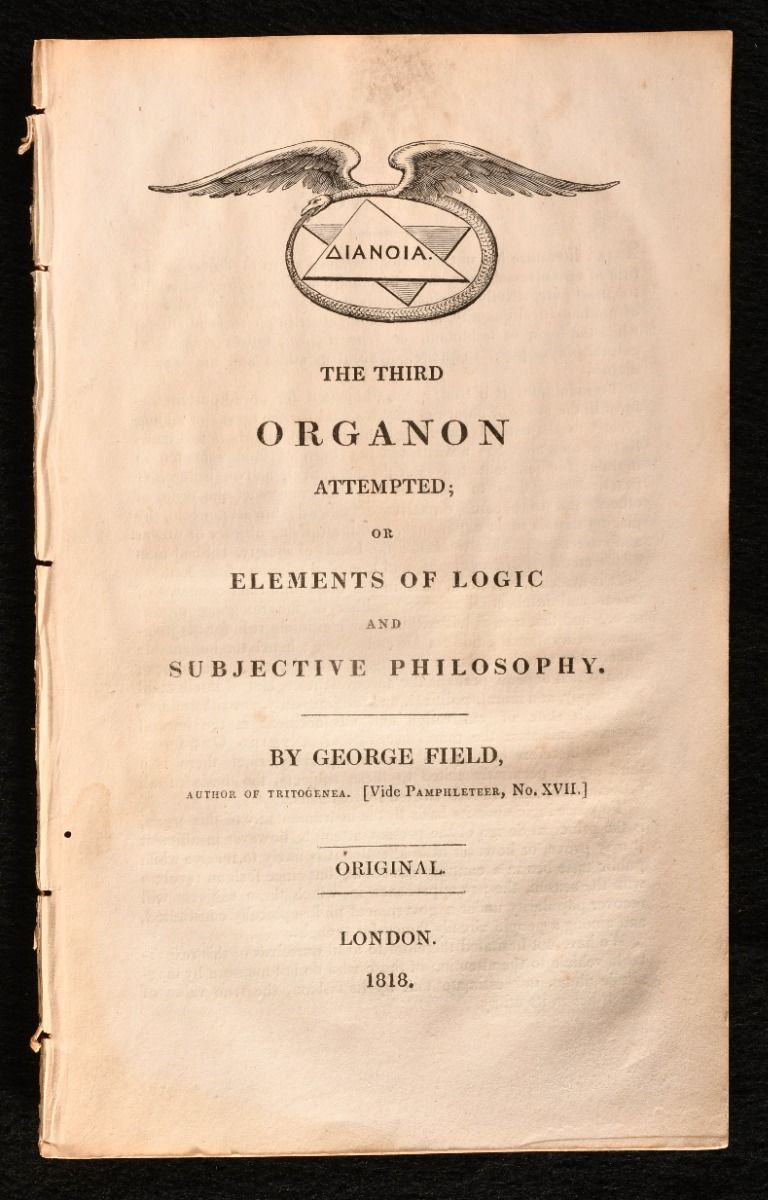 ΔΙΑΝΟΙΑ.
THE THIRD
ORGANON
ATTEMPTED;
OR
ELEMENTS OF LOGIC
AND
SUBJECTIVE PHILOSOPHY.
BY GEORGE FIELD,
AUTHOR OF TRITOGENEA. [Vide PAMPHLETEER, No. XVII.]
ORIGINAL.
LONDON.
1818.